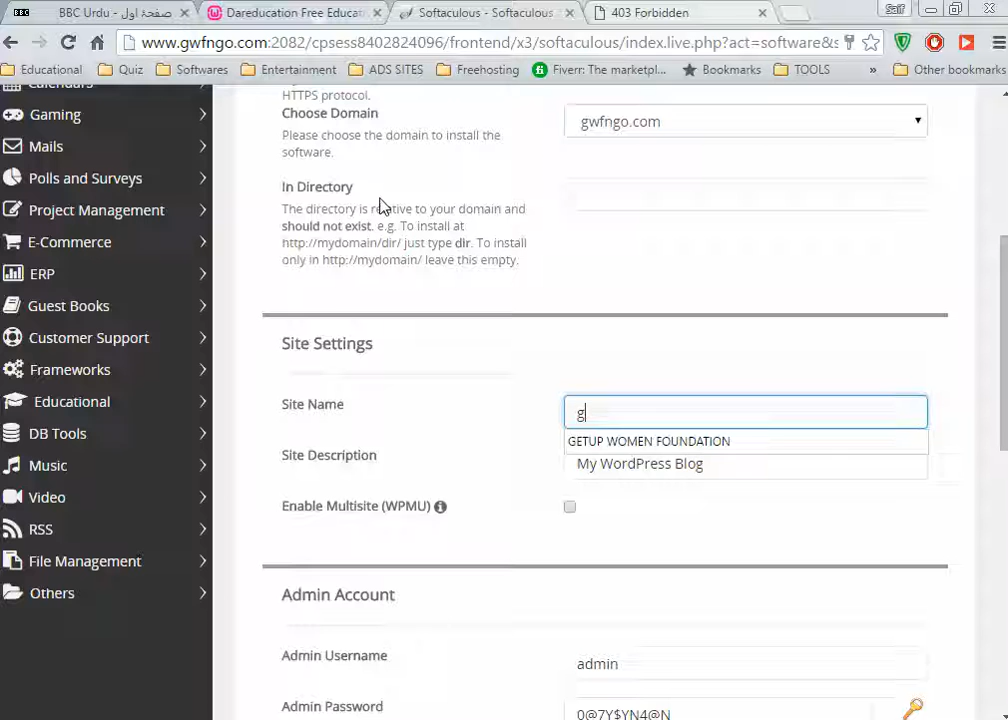 BBC BBC Urdu - صفحۂ اول
Dareducation Free Educat
Softaculous - Softaculous
403 Forbidden
Saif
www.gwfngo.com:2082/cpsess8402824096/frontend/x3/softaculous/index.live.php?act=software&s
Educational
Quiz
Softwares
Entertainment
ADS SITES
Freehosting
Fiverr: The marketpl...
Bookmarks
TOOLS
»
Other bookmarks
Calendars
Gaming
Mails
Polls and Surveys
Project Management
E-Commerce
ERP
Guest Books
Customer Support
Frameworks
Educational
DB Tools
Music
Video
RSS
File Management
Others
HTTPS protocol.
Choose Domain
Please choose the domain to install the
software.
gwfngo.com
In Directory
The directory is relative to your domain and
should not exist. e.g. To install at
http://mydomain/dir/ just type dir. To install
only in http://mydomain/ leave this empty.
Site Settings
Site Name
g
GETUP WOMEN FOUNDATION
Site Description
My WordPress Blog
Enable Multisite (WPMU)
Admin Account
Admin Username
admin
Admin Password
0@7Y$YN4@N